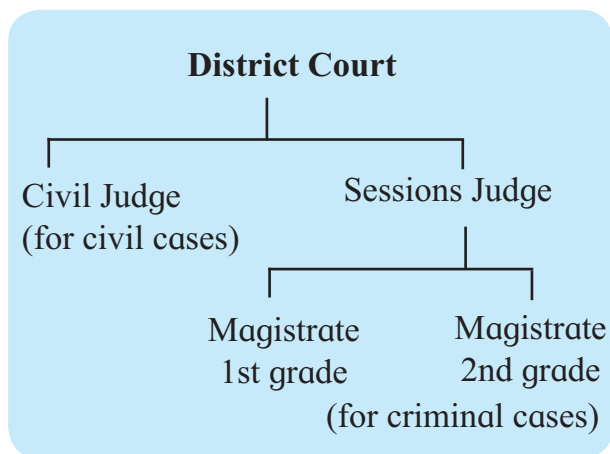 District Court
Civil Judge
(for civil cases)
Sessions Judge
Magistrate
1st grade
Magistrate
2nd grade
(for criminal cases)